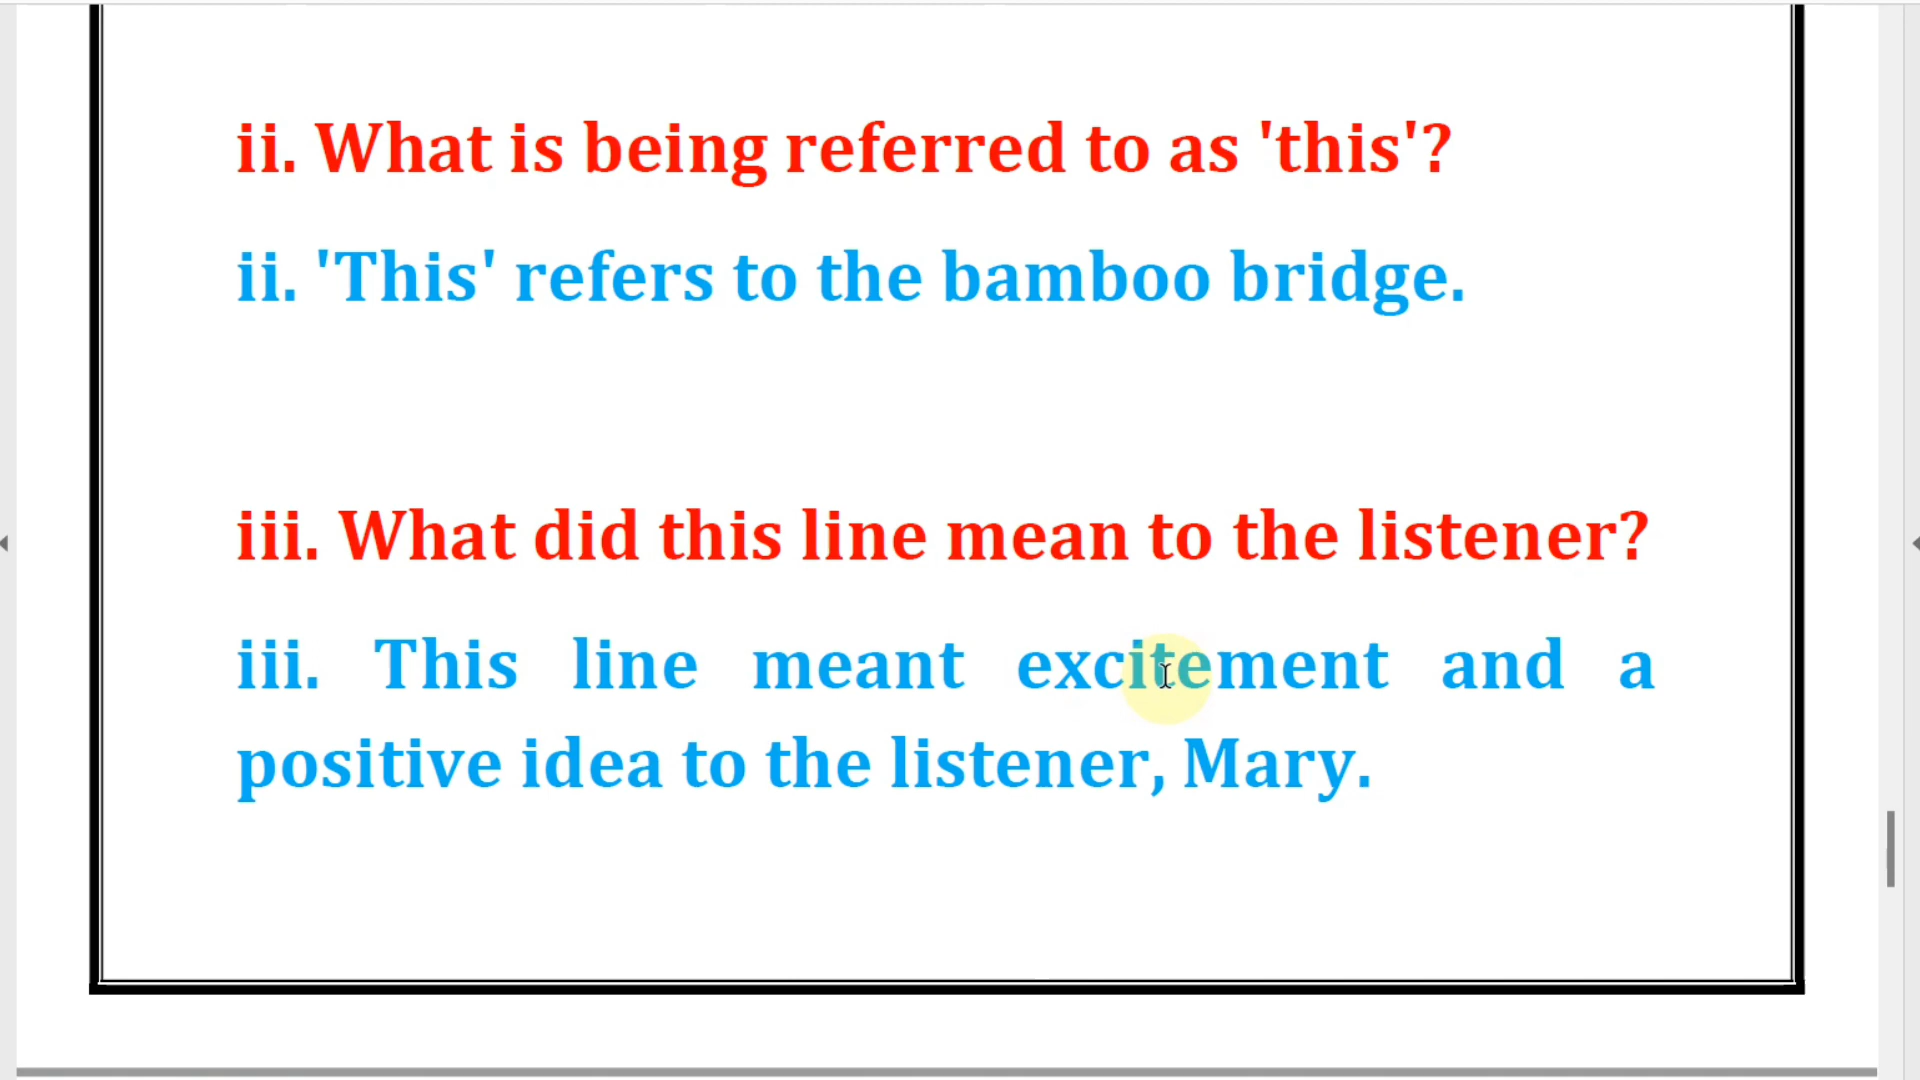 ii. What is being referred to as 'this'?
ii. 'This' refers to the bamboo bridge.
iii. What did this line mean to the listener?
iii. This line meant excitement and a
positive idea to the listener, Mary.